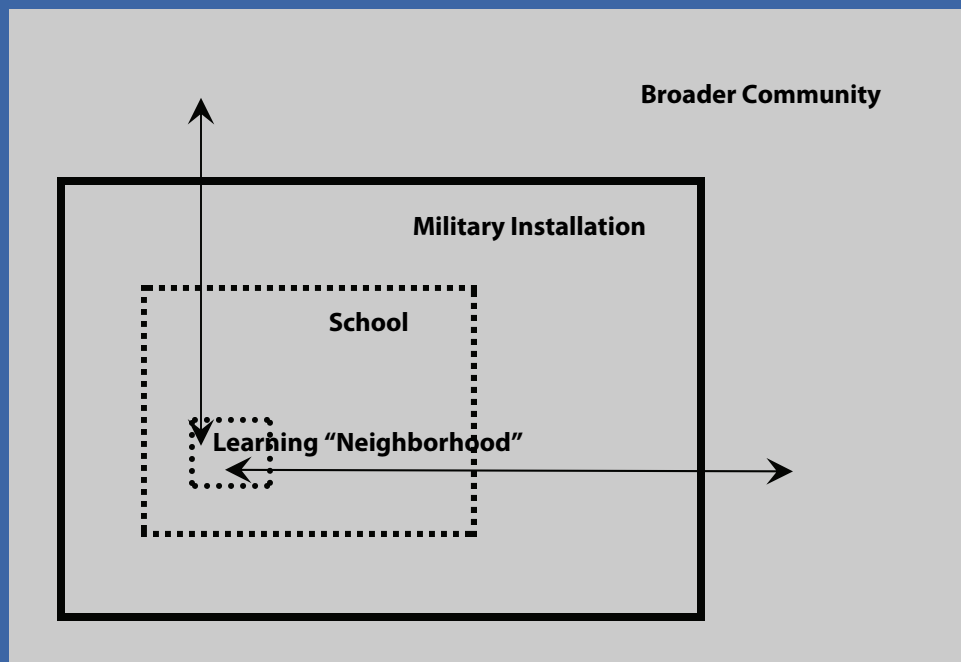 Broader Community
Military Installation
School
Learning “Neighborhood”